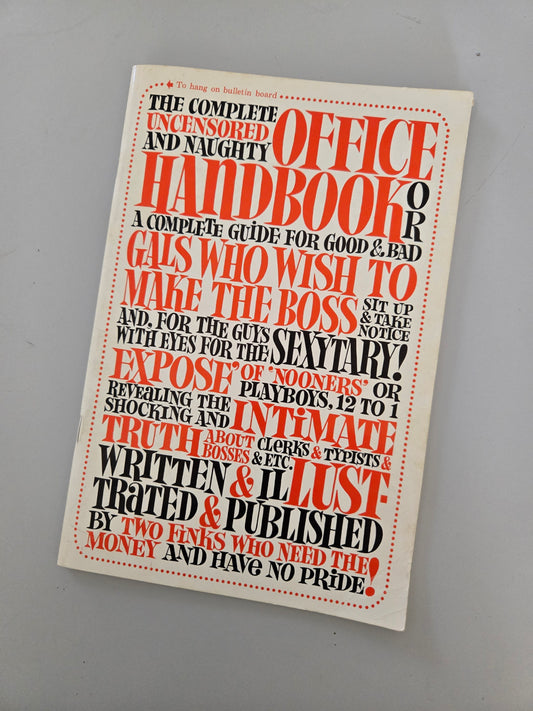 To hang on bulletin board
THE COMPLETE
UNCENSORED
AND NAUGHTY
OFFICE
HANDBOOK
OR
A COMPLETE GUIDE FOR GOOD & BAD
GALS WHO WISH TO
MAKE THE BOSS
SIT UP
& TAKE
NOTICE
AND, FOR THE GUYS
WITH EYES FOR THE
SEXYTARY!
EXPOSE' OF 'NOONERS' OR
PLAYBOYS, 12 TO 1
REVEALING THE
SHOCKING AND
INTiMATE
TRUTH
ABOUT
BOSSES
CLERKS & TYPISTS &
& ETC.
WRITTEN & ILLUST-
TRATED & PUBLISHED
BY TWO FINKS WHO NEED THE
MONEY AND HAVe NO PRiDe!